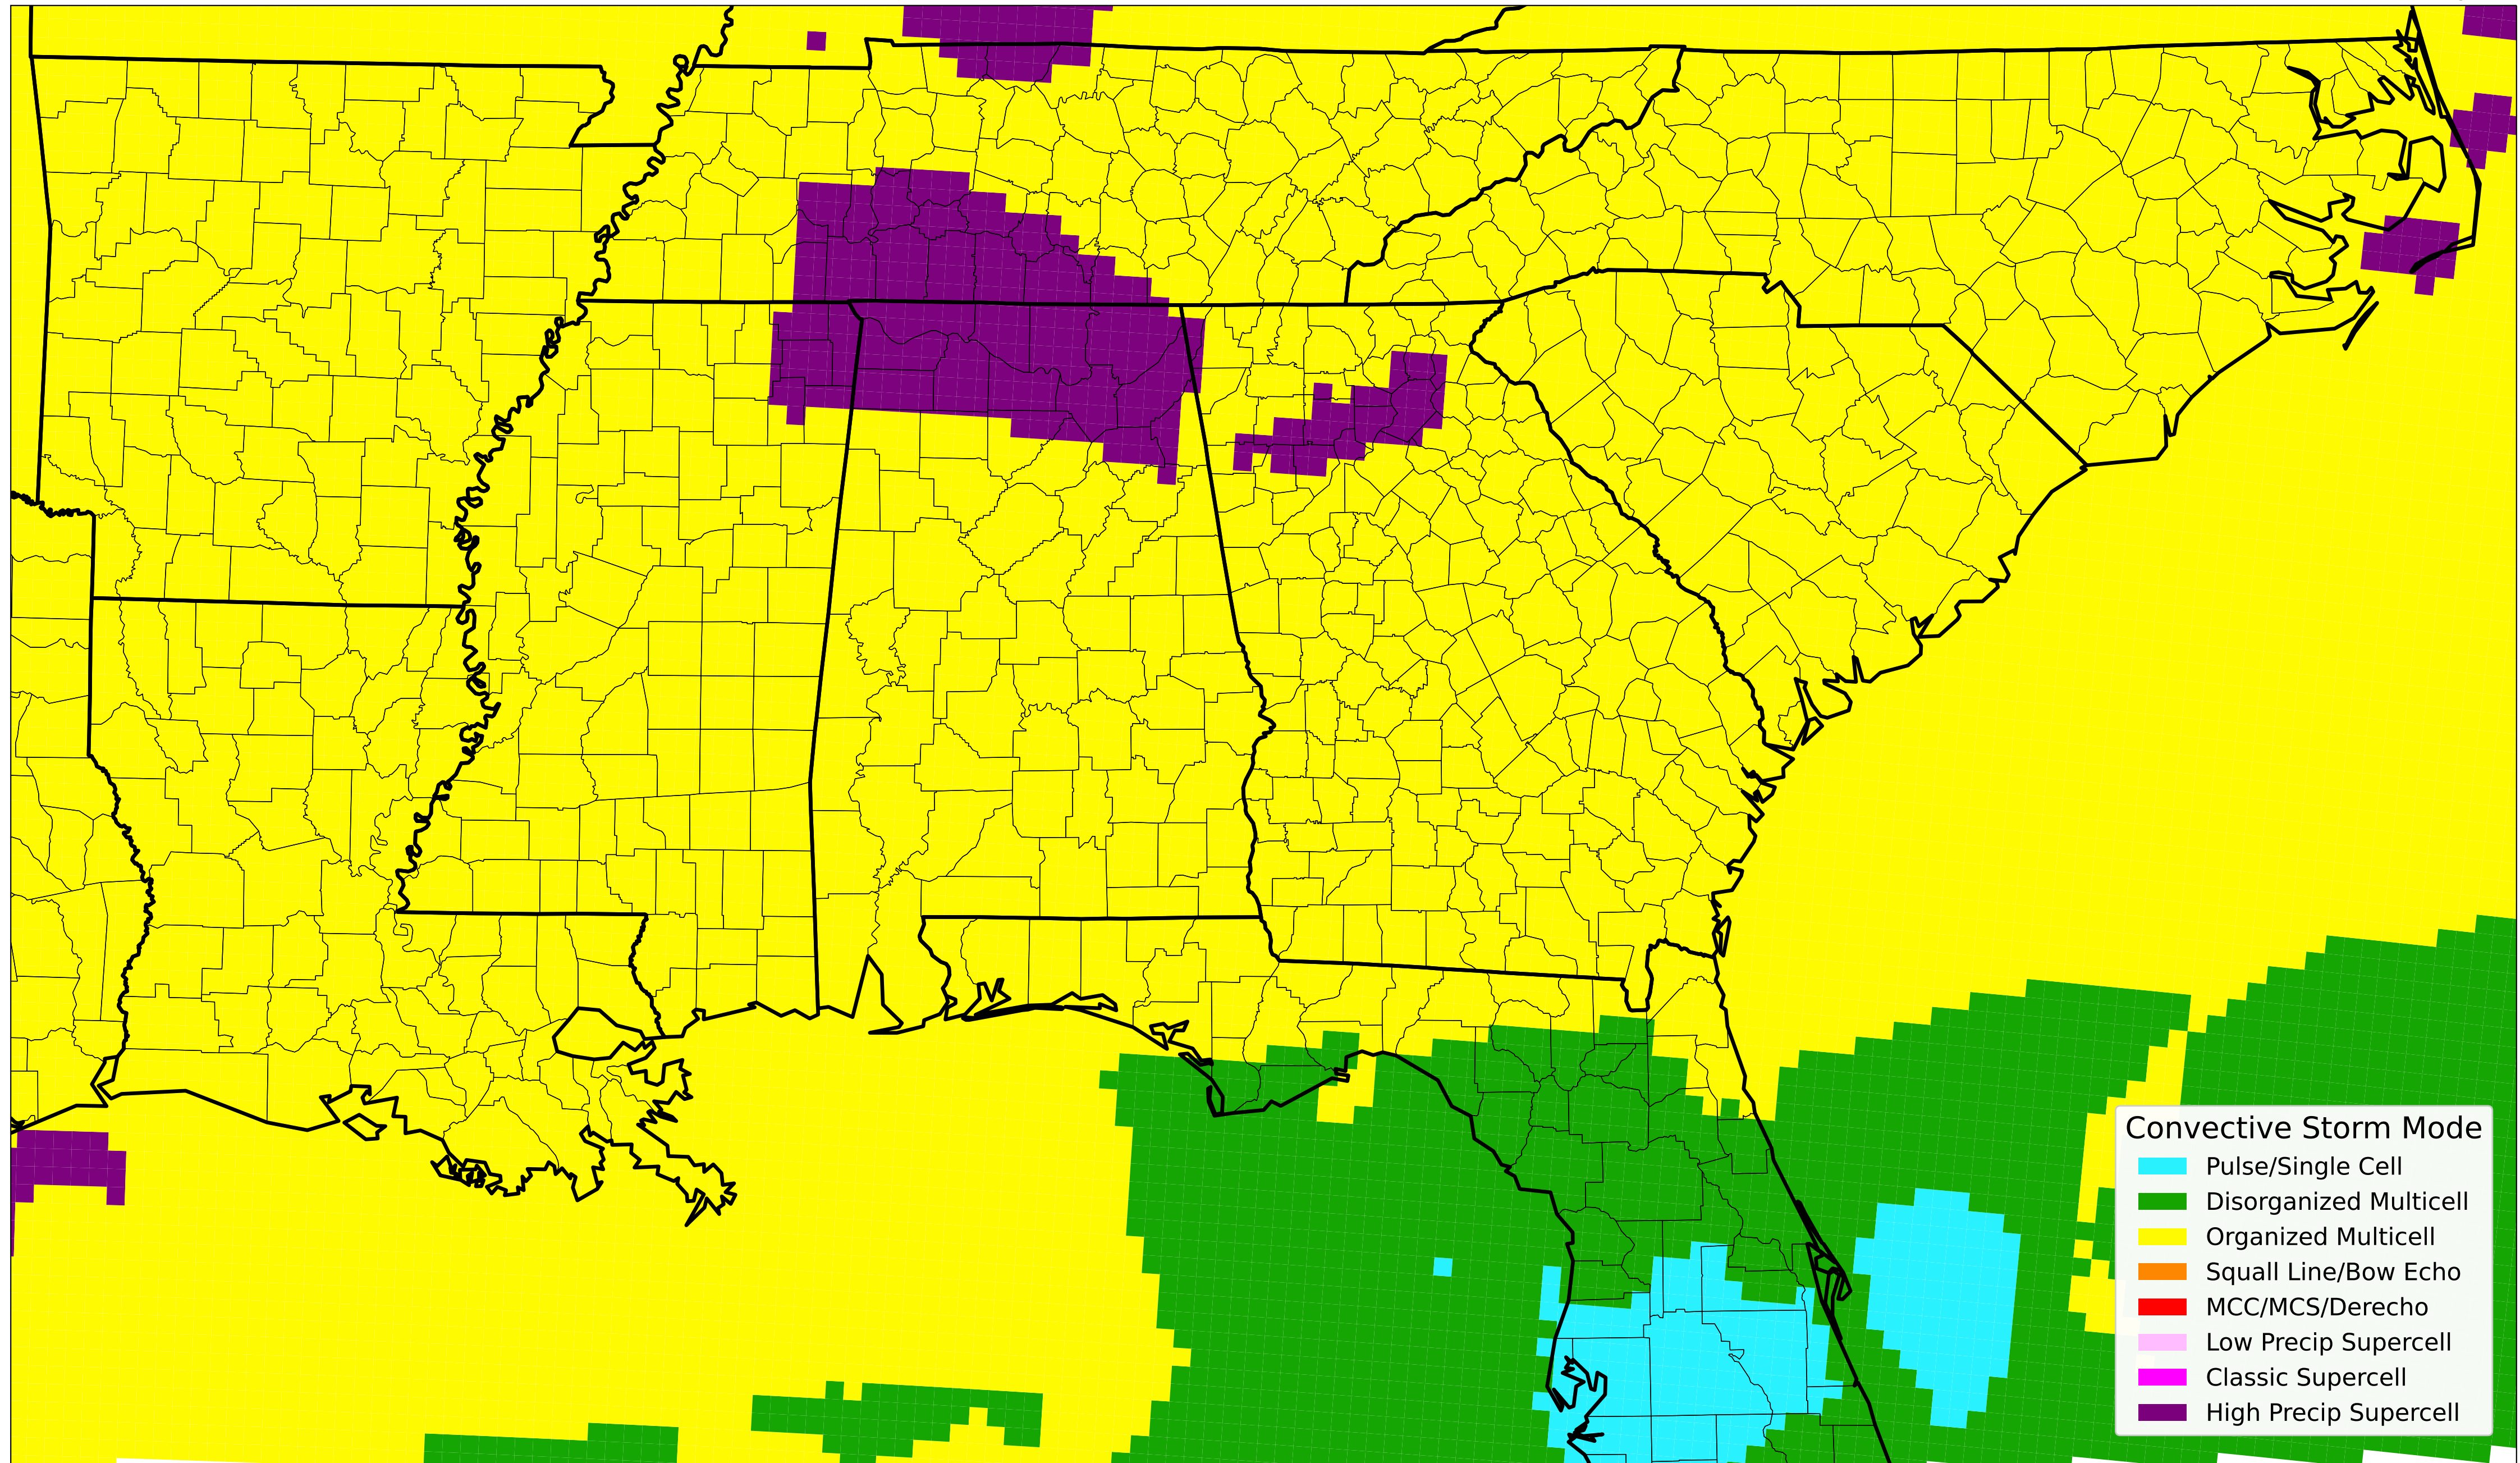 Convective Storm Mode
Pulse/Single Cell
Disorganized Multicell
Organized Multicell
Squall Line/Bow Echo
MCC/MCS/Derecho
Low Precip Supercell
Classic Supercell
High Precip Supercell